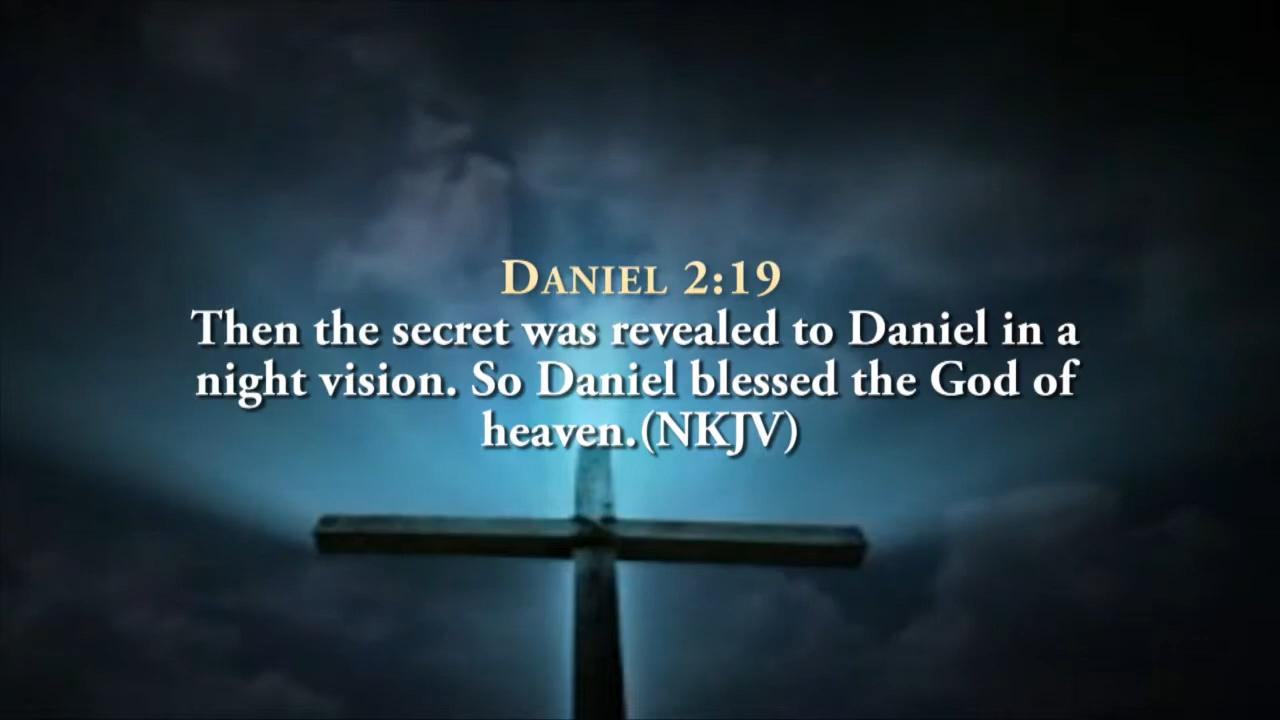 DANIEL 2:19
Then the secret was revealed to Daniel in a
night vision. So Daniel blessed the God of
heaven.(NKJV)